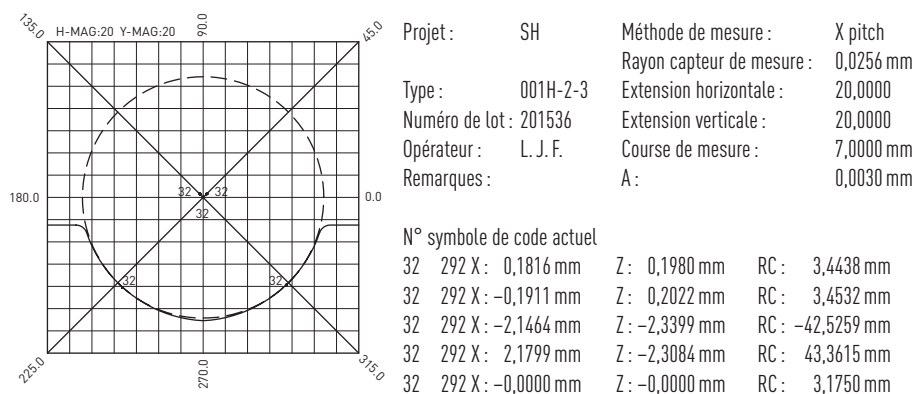 135.0
H-MAG:20 Y-MAG:20
90.0
45.0
180.0
0.0
32 32
32
32 32
225.0
270.0
315.0
Projet : SH Méthode de mesure : X pitch
Rayon capteur de mesure : 0,0256 mm
Type : 001H-2-3 Extension horizontale : 20,0000
Numéro de lot : 201536 Extension verticale : 20,0000
Opérateur : L. J. F. Course de mesure : 7,0000 mm
Remarques : A : 0,0030 mm
N° symbole de code actuel
32 292 X : 0,1816 mm Z : 0,1980 mm RC : 3,4438 mm
32 292 X : –0,1911 mm Z : 0,2022 mm RC : 3,4532 mm
32 292 X : –2,1464 mm Z : –2,3399 mm RC : –42,5259 mm
32 292 X : 2,1799 mm Z : –2,3084 mm RC : 43,3615 mm
32 292 X : –0,0000 mm Z : –0,0000 mm RC : 3,1750 mm